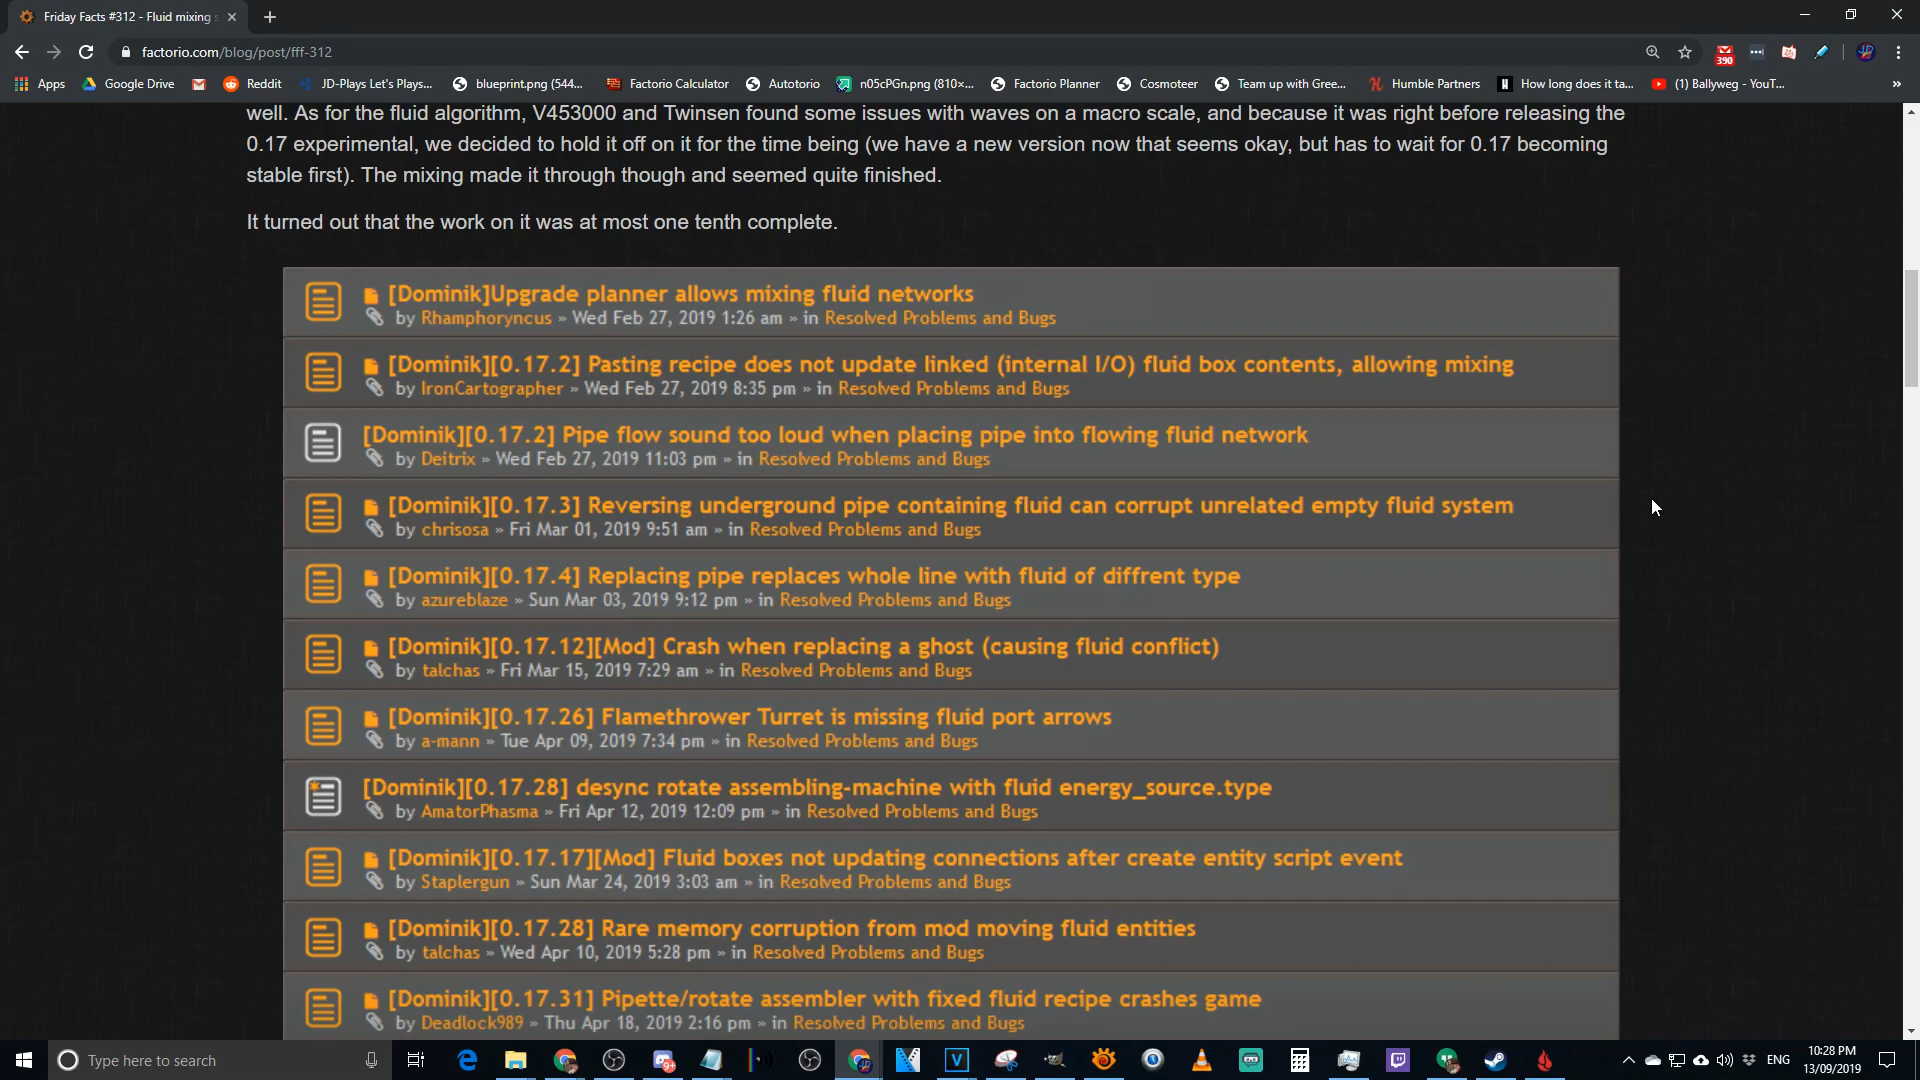 Friday Facts #312 - Fluid mixing s
factorio.com/blog/post/fff-312
390
Apps Google Drive Reddit JD-Plays Let's Plays... blueprint.png (544... Factorio Calculator Autotorio n05cPGn.png (810×... Factorio Planner Cosmoteer Team up with Gree... Humble Partners How long does it ta... (1) Ballyweg - YouT... »
well. As for the fluid algorithm, V453000 and Twinsen found some issues with waves on a macro scale, and because it was right before releasing the
0.17 experimental, we decided to hold it off on it for the time being (we have a new version now that seems okay, but has to wait for 0.17 becoming
stable first). The mixing made it through though and seemed quite finished.
It turned out that the work on it was at most one tenth complete.
[Dominik]Upgrade planner allows mixing fluid networks
by Rhamphoryncus » Wed Feb 27, 2019 1:26 am » in Resolved Problems and Bugs
[Dominik][0.17.2] Pasting recipe does not update linked (internal I/O) fluid box contents, allowing mixing
by IronCartographer » Wed Feb 27, 2019 8:35 pm » in Resolved Problems and Bugs
[Dominik][0.17.2] Pipe flow sound too loud when placing pipe into flowing fluid network
by Deitrix » Wed Feb 27, 2019 11:03 pm » in Resolved Problems and Bugs
[Dominik][0.17.3] Reversing underground pipe containing fluid can corrupt unrelated empty fluid system
by chrisosa » Fri Mar 01, 2019 9:51 am » in Resolved Problems and Bugs
[Dominik][0.17.4] Replacing pipe replaces whole line with fluid of diffrent type
by azureblaze » Sun Mar 03, 2019 9:12 pm » in Resolved Problems and Bugs
[Dominik][0.17.12][Mod] Crash when replacing a ghost (causing fluid conflict)
by talchas » Fri Mar 15, 2019 7:29 am » in Resolved Problems and Bugs
[Dominik][0.17.26] Flamethrower Turret is missing fluid port arrows
by a-mann » Tue Apr 09, 2019 7:34 pm » in Resolved Problems and Bugs
[Dominik][0.17.28] desync rotate assembling-machine with fluid energy_source.type
by AmatorPhasma » Fri Apr 12, 2019 12:09 pm » in Resolved Problems and Bugs
[Dominik][0.17.17][Mod] Fluid boxes not updating connections after create entity script event
by Staplergun » Sun Mar 24, 2019 3:03 am » in Resolved Problems and Bugs
[Dominik][0.17.28] Rare memory corruption from mod moving fluid entities
by talchas » Wed Apr 10, 2019 5:28 pm » in Resolved Problems and Bugs
[Dominik][0.17.31] Pipette/rotate assembler with fixed fluid recipe crashes game
by Deadlock989 » Thu Apr 18, 2019 2:16 pm » in Resolved Problems and Bugs
Type here to search
ENG
10:28 PM
13/09/2019